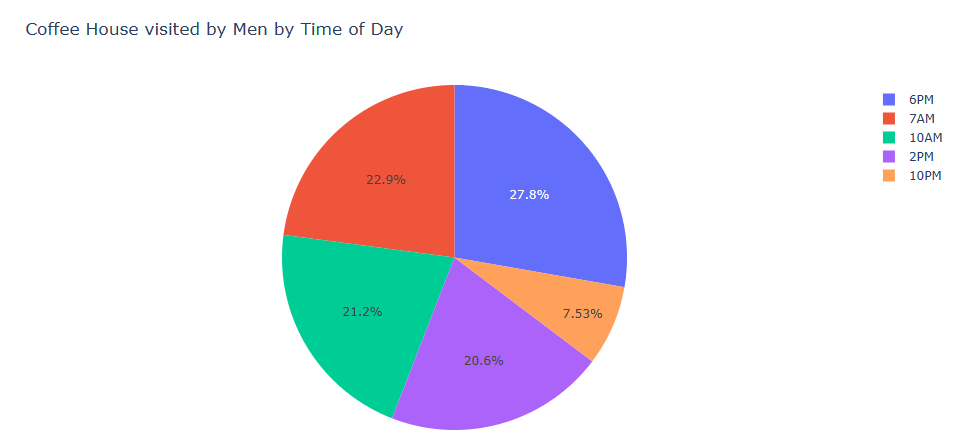 Coffee House visited by Men by Time of Day
6PM
7AM
10AM
2PM
10PM
22.9%
27.8%
21.2%
7.53%
20.6%